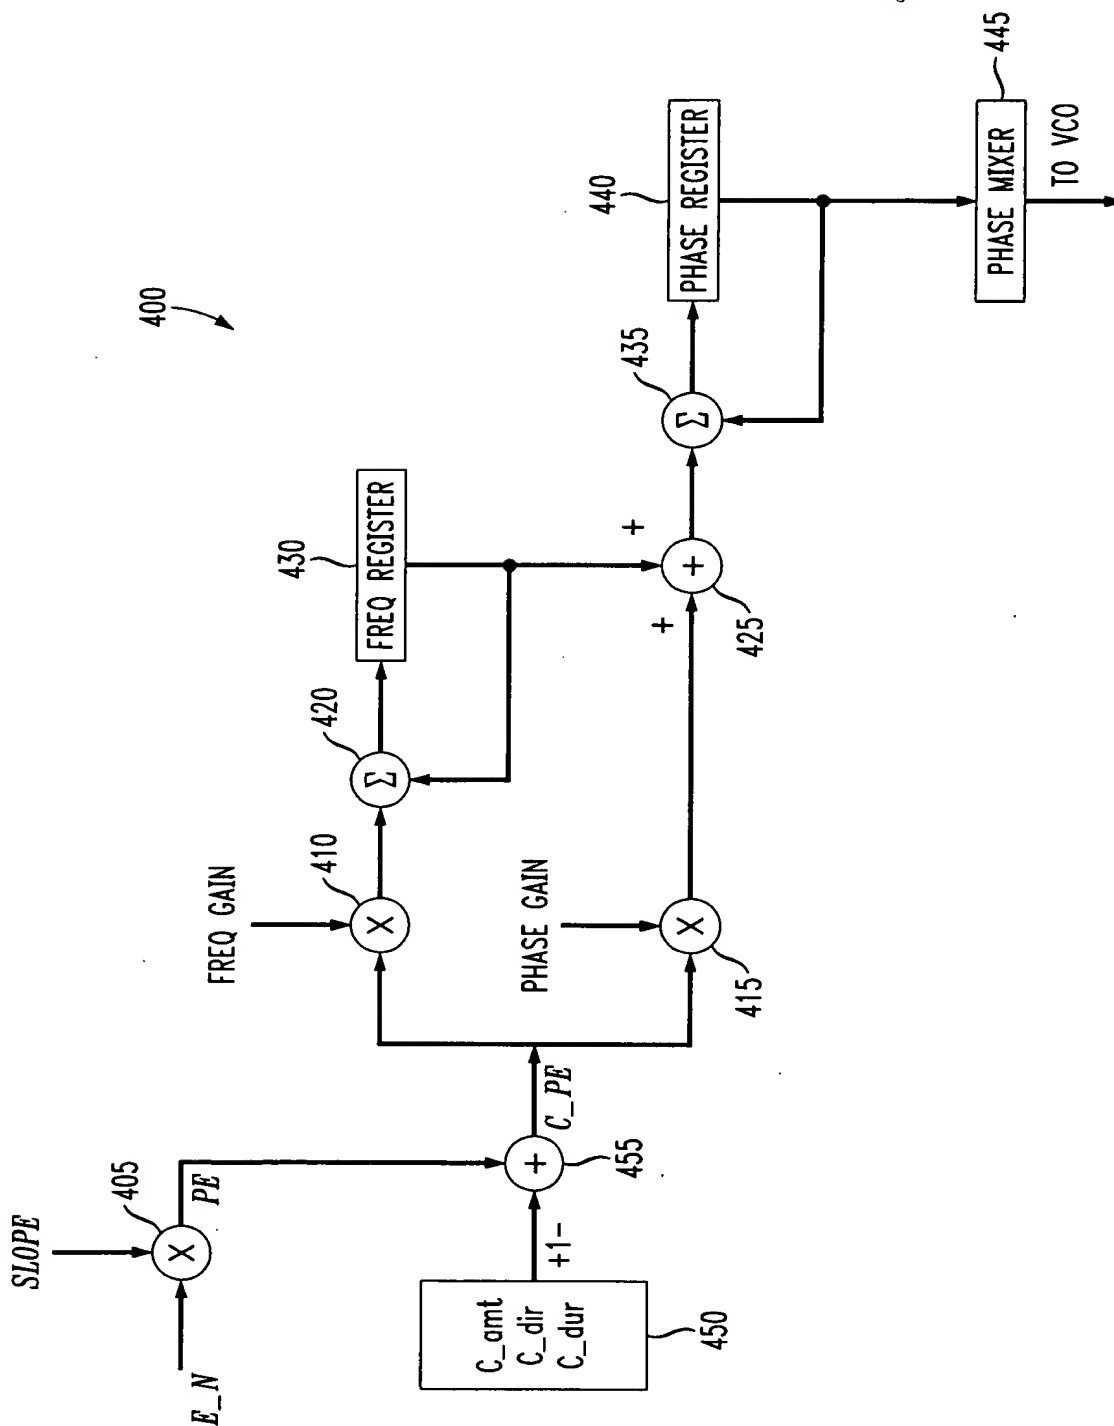 400
SLOPE
E_N
X
405
PE
C_amt
C_dir
C_dur
450
+1-
+
455
C_PE
FREQ GAIN
X
410
Σ
420
FREQ REGISTER
430
PHASE GAIN
X
415
+
+
+
425
Σ
435
PHASE REGISTER
440
PHASE MIXER
445
TO VCO